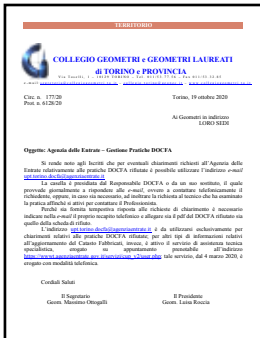 TERRITORIO
COLLEGIO GEOMETRI e GEOMETRI LAUREATI
di TORINO e PROVINCIA
Circ. n. 177/20
Torino, 19 ottobre 2020
Prot. n. 6128/20
Ai Geometri in indirizzo
LORO SEDI
Oggetto: Agenzia delle Entrate – Gestione Pratiche DOCFA
Si rende noto agli Iscritti che per eventuali chiarimenti richiesti all'Agenzia delle
Entrate relativamente alle pratiche DOCFA rifiutate è possibile utilizzare l'indirizzo e-mail
upt.torino.docfa@agenziaentrate.it
La casella è presidiata dal Responsabile DOCFA o da un suo sostituto, il quale
provvede giornalmente a rispondere alle e-mail, ovvero a contattare telefonicamente il
richiedente, oppure, in caso sia necessario, ad inoltrare la richiesta al tecnico che ha esaminato
la pratica affinché si attivi per contattare il Professionista.
Perché sia fornita tempestiva risposta alle richieste di chiarimento è necessario
indicare nella e-mail il proprio recapito telefonico e allegare sia il pdf del DOCFA rifiutato sia
quello della scheda di rifiuto.
L'indirizzo upt.torino.docfa@agenziaentrate.it è da utilizzarsi esclusivamente per
chiarimenti relativi alle pratiche DOCFA rifiutate; per altri tipi di informazioni relativi
all'aggiornamento del Catasto Fabbricati, invece, è attivo il servizio di assistenza tecnica
specialistica, erogato su appuntamento prenotabile all'indirizzo
tale servizio, dal 4 marzo 2020, è
erogato con modalità telefonica.
Cordiali Saluti
Il Segretario
Il Presidente
Geom. Massimo Ottogalli
Geom. Luisa Roccia